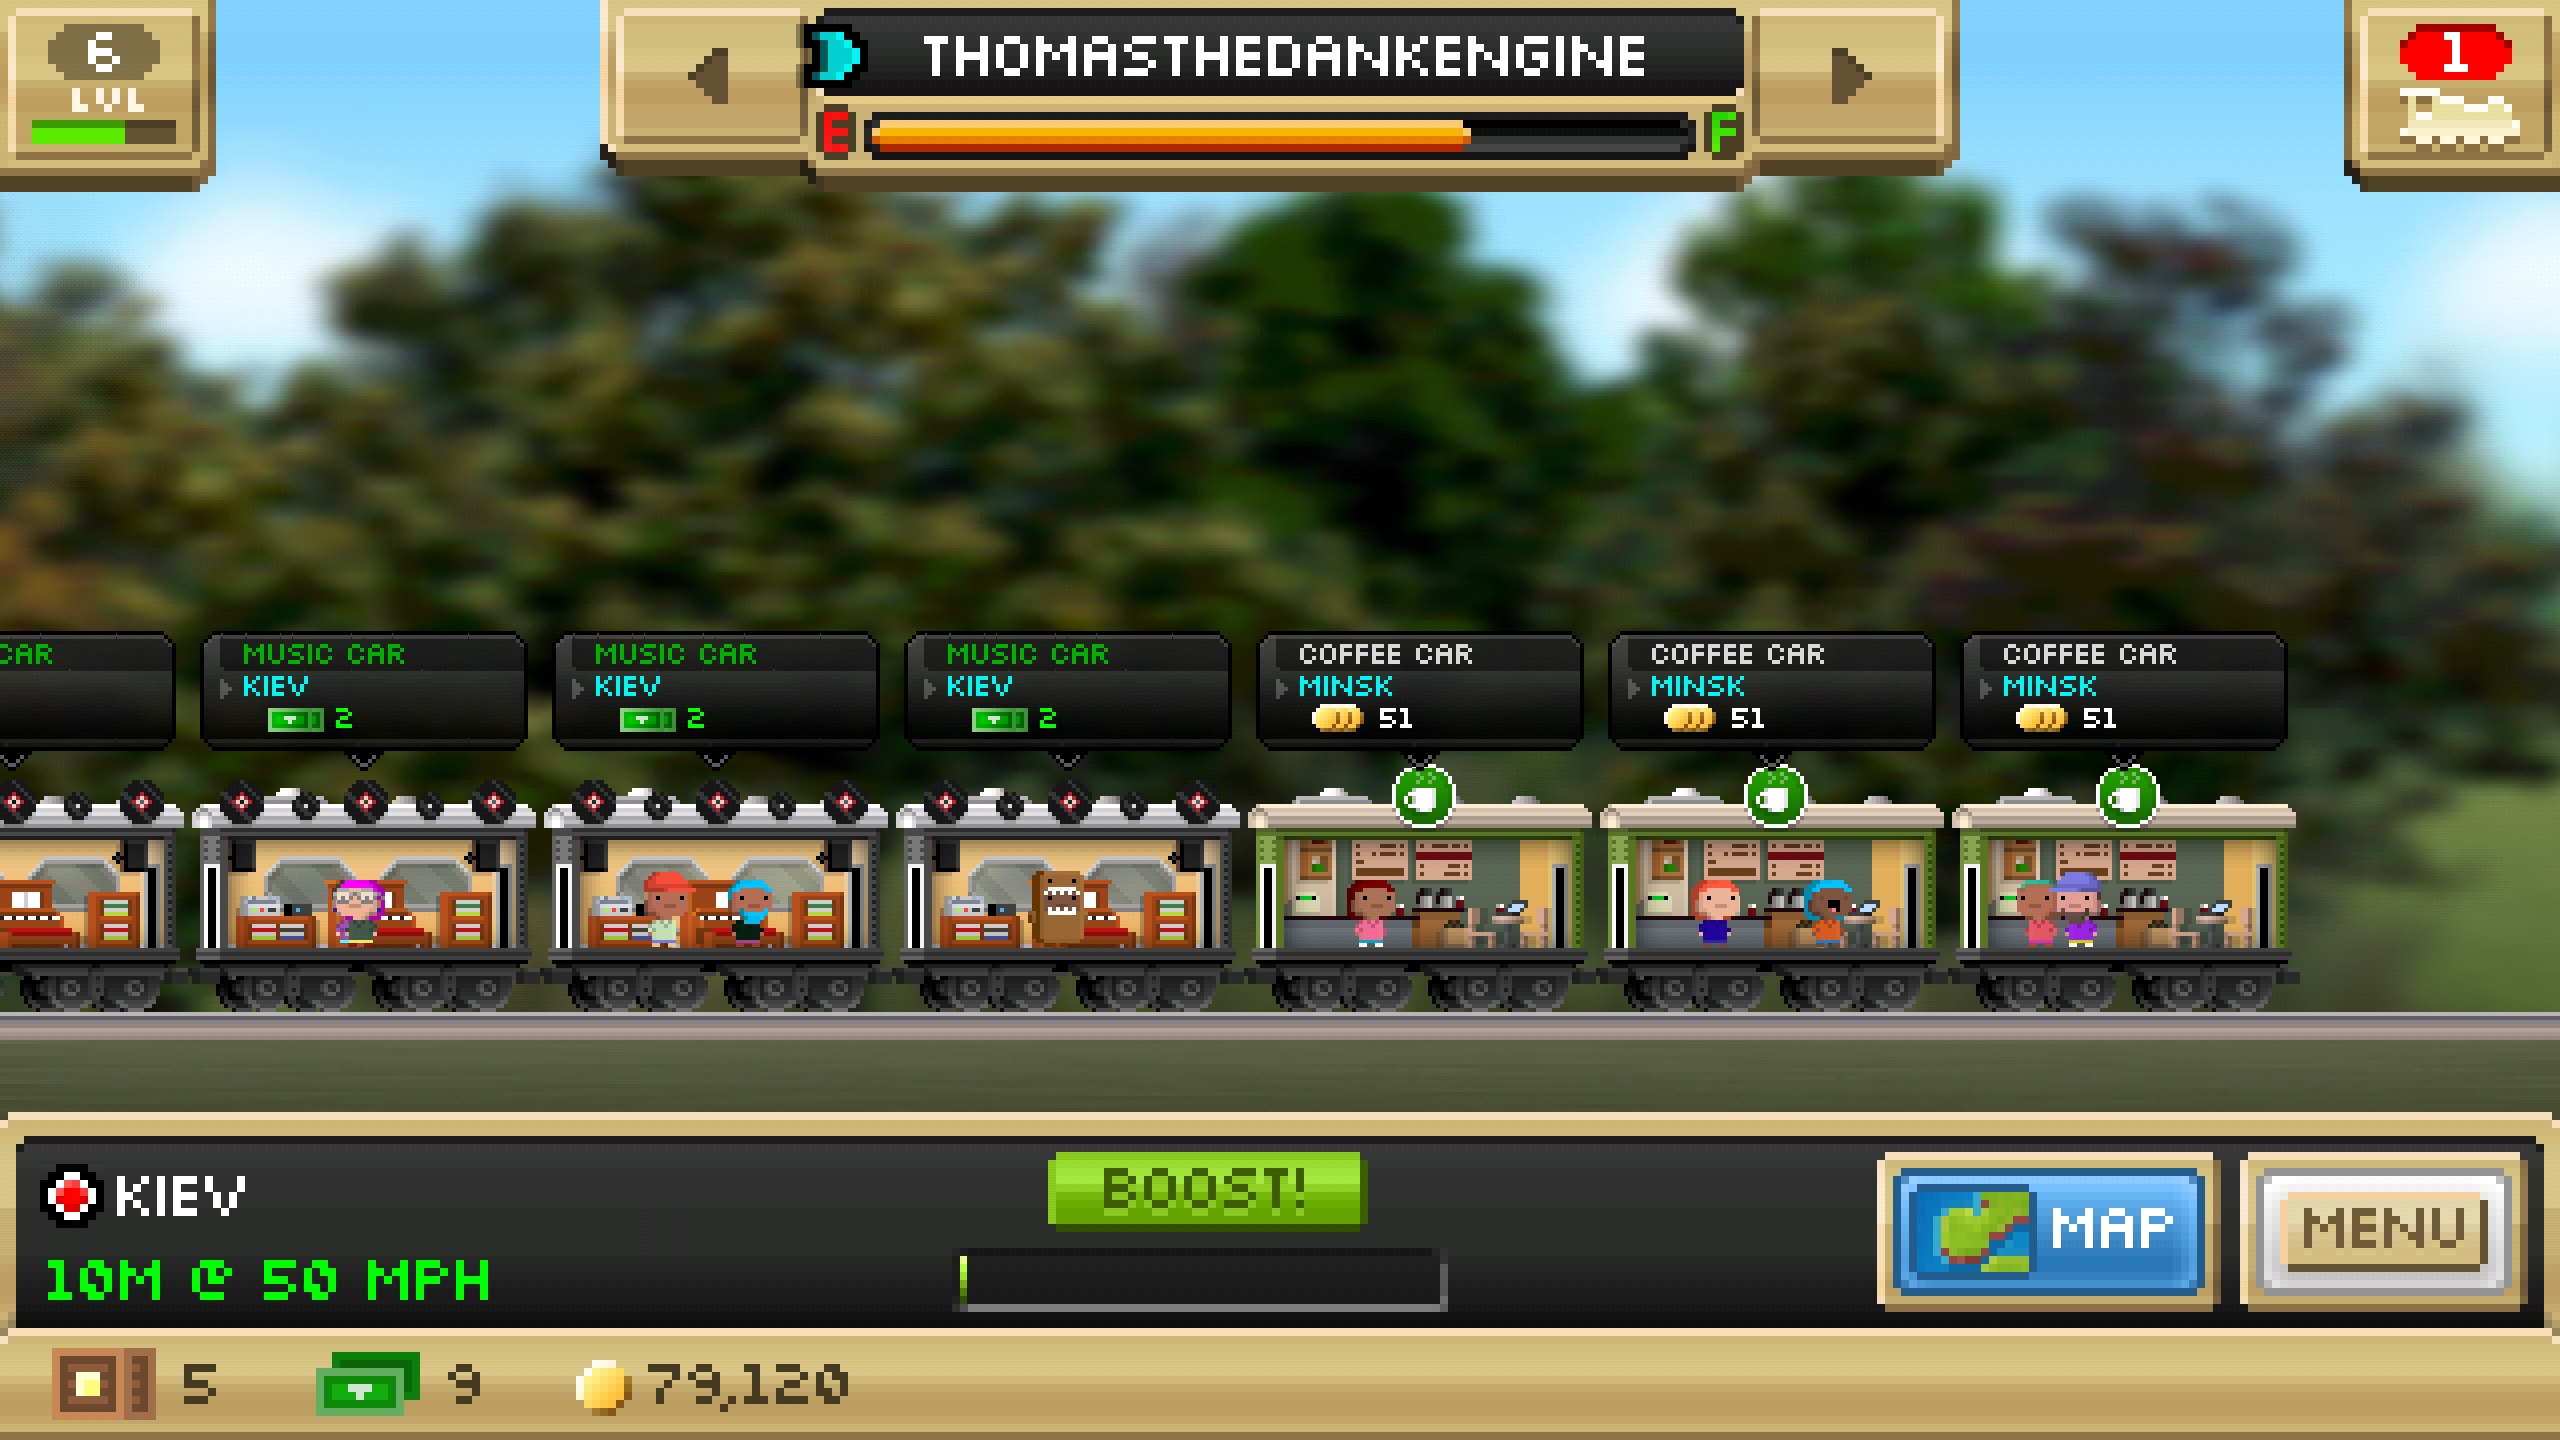 6
LVL
THOMASTHEDANKENGINE
E
F
1
CAR
MUSIC CAR
KIEV
2
MUSIC CAR
KIEV
2
MUSIC CAR
KIEV
2
COFFEE CAR
MINSK
51
COFFEE CAR
MINSK
51
COFFEE CAR
MINSK
51
KIEV
10M @ 50 MPH
BOOST!
MAP
MENU
5
9
79,120